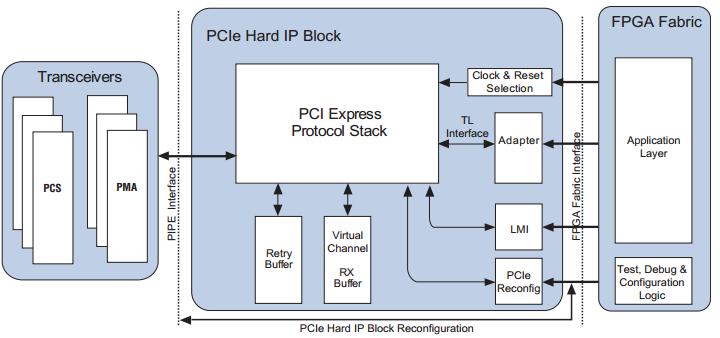 PCIe Hard IP Block
FPGA Fabric
Transceivers
PCS
PMA
PIPE Interface
PCI Express
Protocol Stack
Clock & Reset
Selection
TL
Interface
Adapter
LMI
PCIe
Reconfig
Retry
Buffer
Virtual
Channel
RX
Buffer
FPGA Fabric Interface
Application
Layer
Test, Debug &
Configuration
Logic
PCIe Hard IP Block Reconfiguration